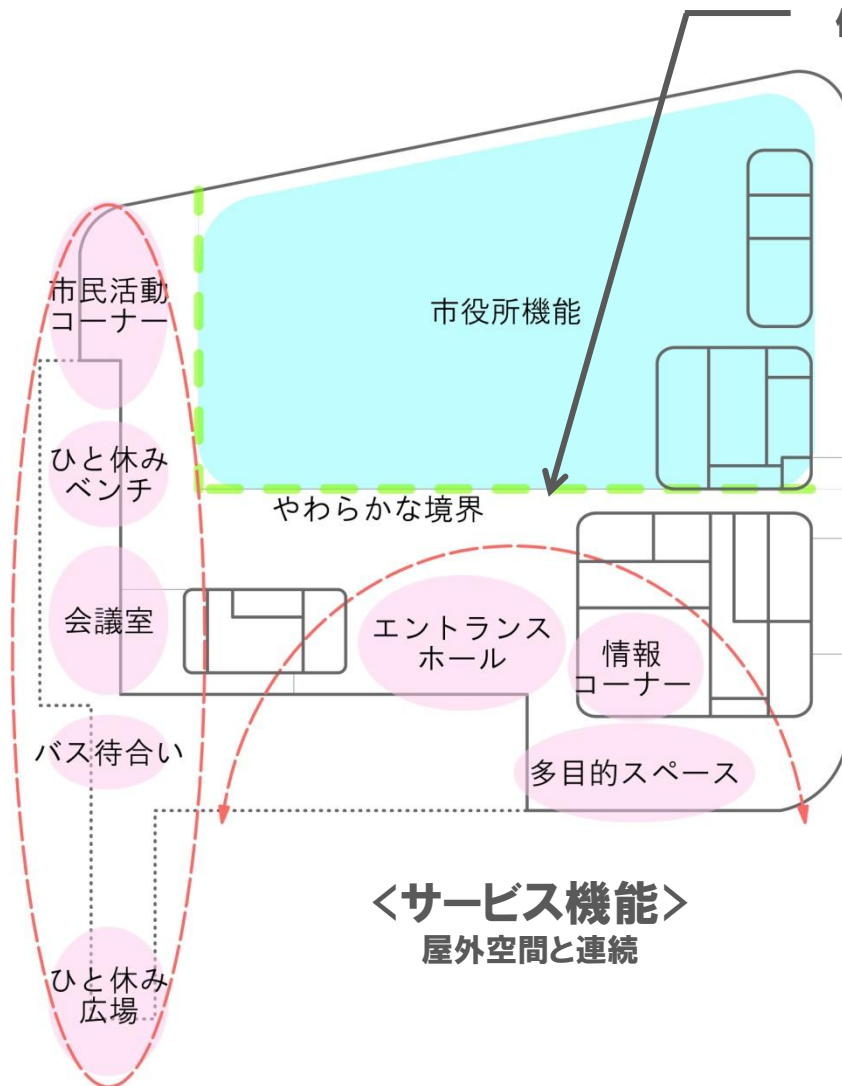 市民活動
コーナー
市役所機能
ひと休み
ベンチ
やわらかな境界
会議室
エントランス
ホール
情報
コーナー
バス待合い
多目的スペース
<サービス機能>
屋外空間と連続
ひと休み
広場